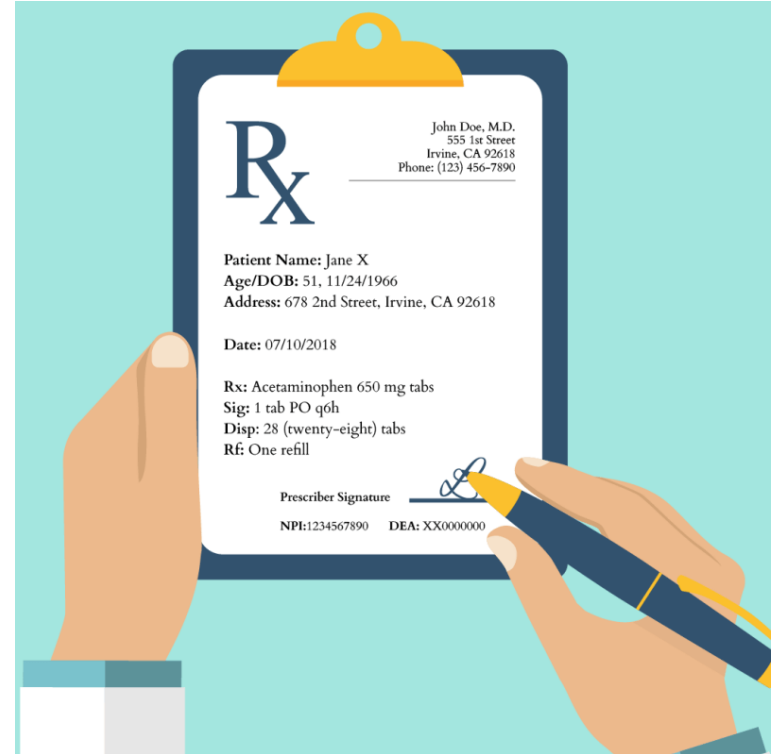 Rx
John Doe, M.D.
555 1st Street
Irvine, CA 92618
Phone: (123) 456-7890
Patient Name: Jane X
Age/DOB: 51, 11/24/1966
Address: 678 2nd Street, Irvine, CA 92618
Date: 07/10/2018
Rx: Acetaminophen 650 mg tabs
Sig: 1 tab PO q6h
Disp: 28 (twenty-eight) tabs
Rf: One refill
Prescriber Signature
NPI:1234567890 DEA: XX0000000